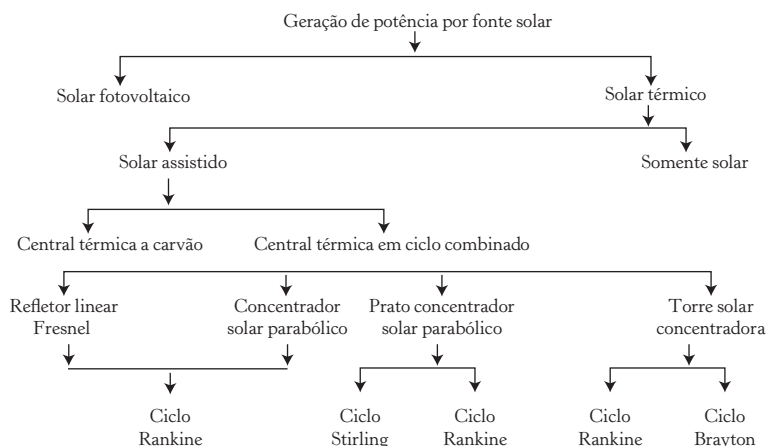 Geração de potência por fonte solar
Solar fotovoltaico
Solar térmico
Solar assistido
Somente solar
Central térmica a carvão
Central térmica em ciclo combinado
Refletor linear
Fresnel
Concentrador
solar parabólico
Prato concentrador
solar parabólico
Torre solar
concentradora
Ciclo
Rankine
Ciclo
Stirling
Ciclo
Rankine
Ciclo
Rankine
Ciclo
Brayton